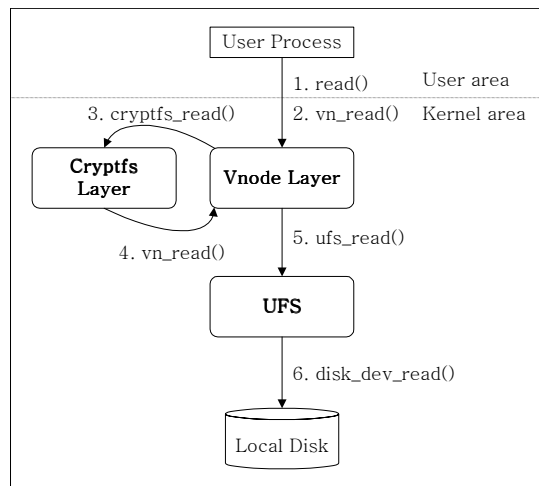 User Process
1. read()
User area
3. cryptfs_read()
2. vn_read()
Kernel area
Cryptfs
Layer
Vnode Layer
4. vn_read()
5. ufs_read()
UFS
6. disk_dev_read()
Local Disk